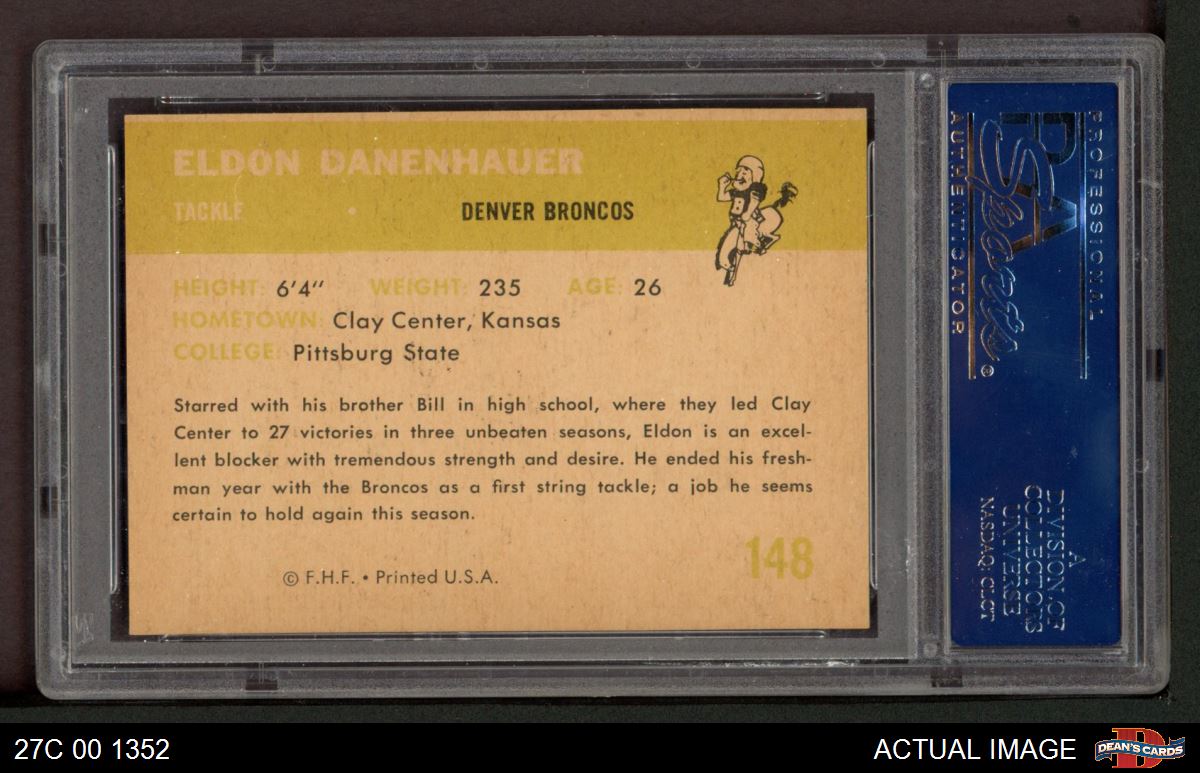 ELDON DANENHAUER
TACKLE
DENVER BRONCOS
HEIGHT: 6'4" WEIGHT: 235 AGE: 26
HOMETOWN: Clay Center, Kansas
COLLEGE: Pittsburg State
Starred with his brother Bill in high school, where they led Clay
Center to 27 victories in three unbeaten seasons, Eldon is an excel-
lent blocker with tremendous strength and desire. He ended his fresh-
man year with the Broncos as a first string tackle; a job he seems
certain to hold again this season.
148
© F.H.F. • Printed U.S.A.
PROFESSIONAL
PSA
Sports®
AUTHENTICATOR
A
DIVISION OF
COLLECTORS
UNIVERSE
NASDAQ: CLCT
27C 00 1352
ACTUAL IMAGE
DEAN'S CARDS